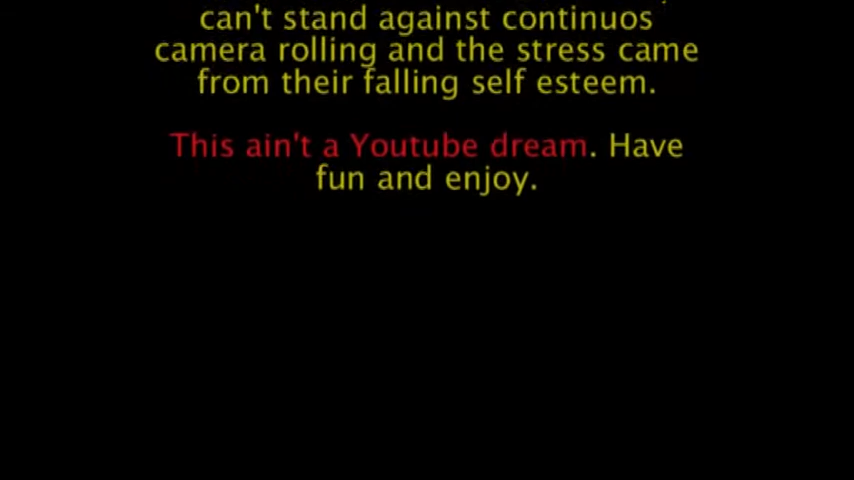 can't stand against continuos
camera rolling and the stress came
from their falling self esteem.
This ain't a Youtube dream. Have
fun and enjoy.